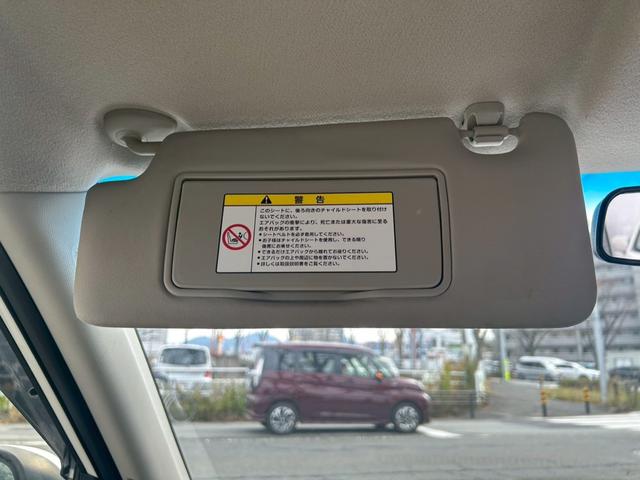 警告
このシートに、後ろ向きのチャイルドシートを取り付け
ないでください。
エアバッグの衝撃により、死亡または重大な傷害に至る
おそれがあります。
●シートベルトを必ず着用してください。
●お子様はチャイルドシートを使用し、できる限り
後席にお乗せください。
●できるだけエアバッグから離れてお座りください。
●エアバッグの上や周辺に物を置かないでください。
●詳しくは取扱説明書をご覧ください。